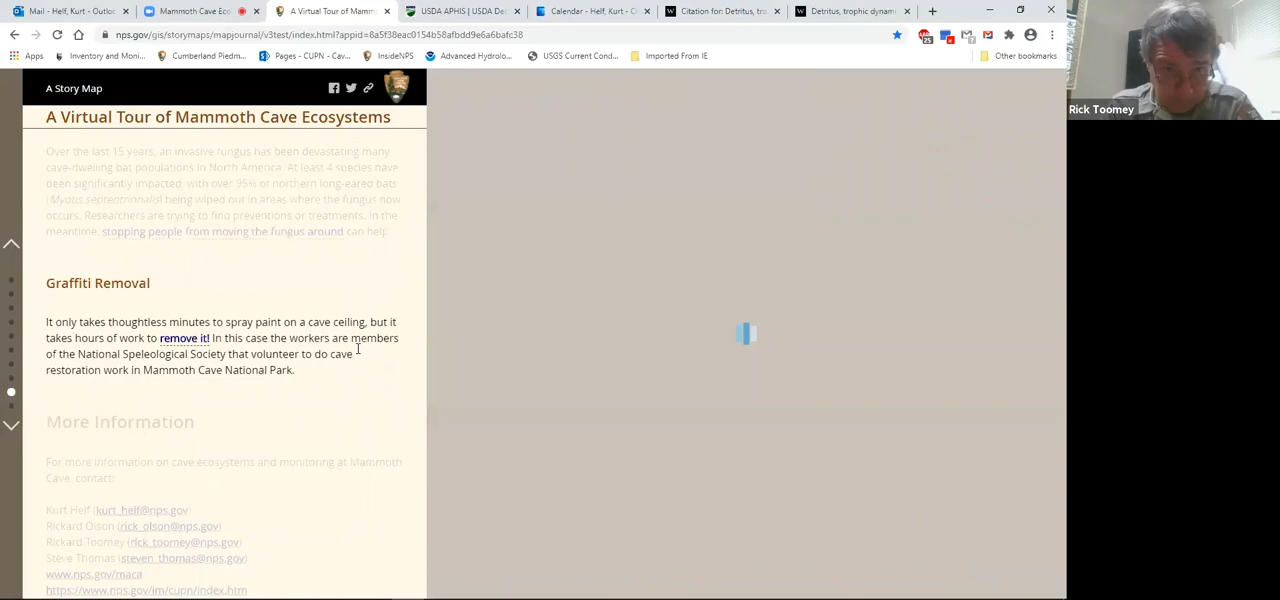 Mail - Helf, Kurt - Outloo
Mammoth Cave Eco
A Virtual Tour of Mammo
USDA APHIS | USDA De
Calendar - Helf, Kurt - O
Citation for: Detritus, tro
Detritus, trophic dynami
nps.gov/gis/storymaps/mapjournal/v3test/index.html?appid=8a5f38eac0154b58afbdd9e6a6bafc38
Apps
Inventory and Moni...
Cumberland Piedm...
Pages - CUPN - Cav...
InsideNPS
Advanced Hydrolo...
USGS Current Cond...
Imported From IE
Other bookmarks
A Story Map
A Virtual Tour of Mammoth Cave Ecosystems
Over the last 15 years, an invasive fungus has been devastating many
cave-dwelling bat populations in North America. At least 4 species have
been significantly impacted, with over 95% of northern long-eared bats
(Myotis septentrionalis) being wiped out in areas where the fungus now
occurs. Researchers are trying to find preventions or treatments. In the
meantime, stopping people from moving the fungus around can help.
Graffiti Removal
It only takes thoughtless minutes to spray paint on a cave ceiling, but it
takes hours of work to remove it! In this case the workers are members
of the National Speleological Society that volunteer to do cave
restoration work in Mammoth Cave National Park.
More Information
For more information on cave ecosystems and monitoring at Mammoth
Cave, contact:
Kurt Helf (kurt_helf@nps.gov)
Rickard Olson (rick_olson@nps.gov)
Rickard Toomey (rick_toomey@nps.gov)
Steve Thomas (steven_thomas@nps.gov)
www.nps.gov/maca
https://www.nps.gov/im/cupn/index.htm
Rick Toomey